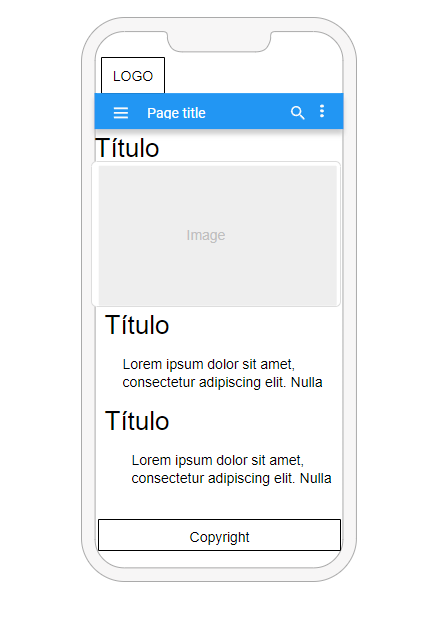 LOGO
Page title
Título
Image
Título
Lorem ipsum dolor sit amet,
consectetur adipiscing elit. Nulla
Título
Lorem ipsum dolor sit amet,
consectetur adipiscing elit. Nulla
Copyright